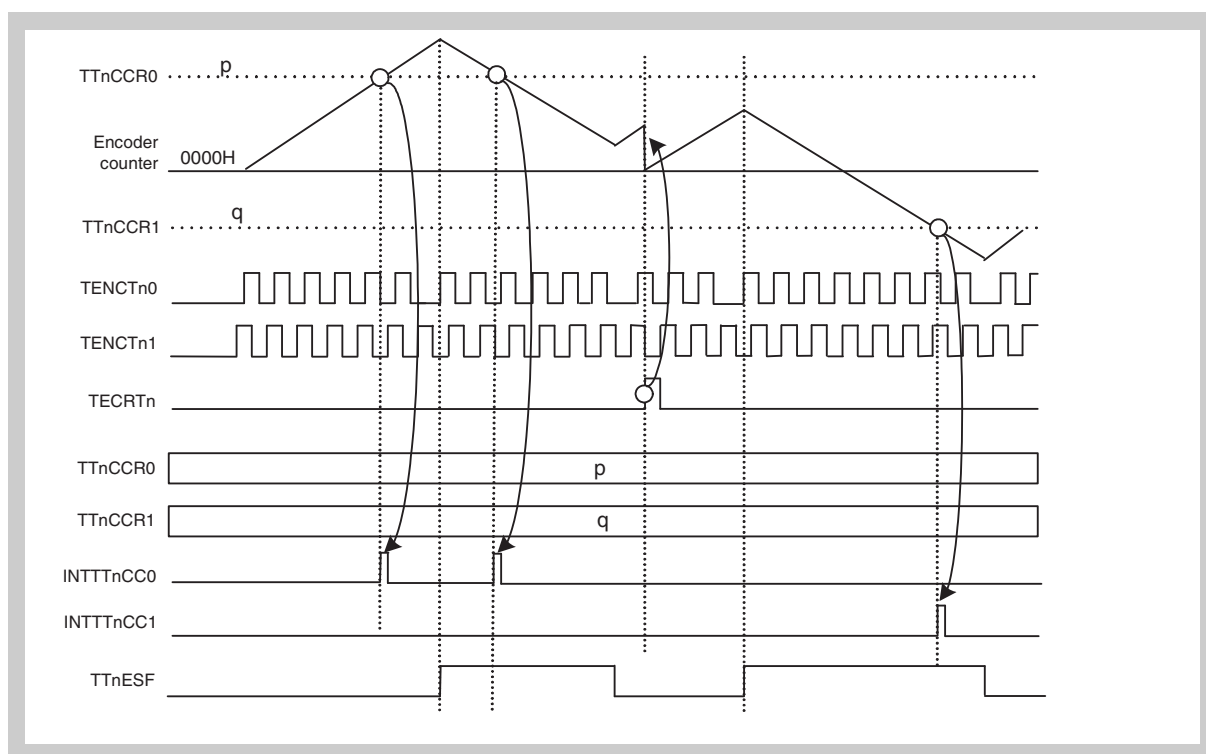 p
TTnCCR0
Encoder
counter
0000H
q
TTnCCR1
TENCTn0
TENCTn1
TECRTn
TTnCCR0
p
TTnCCR1
q
INTTTnCC0
INTTTnCC1
TTnESF